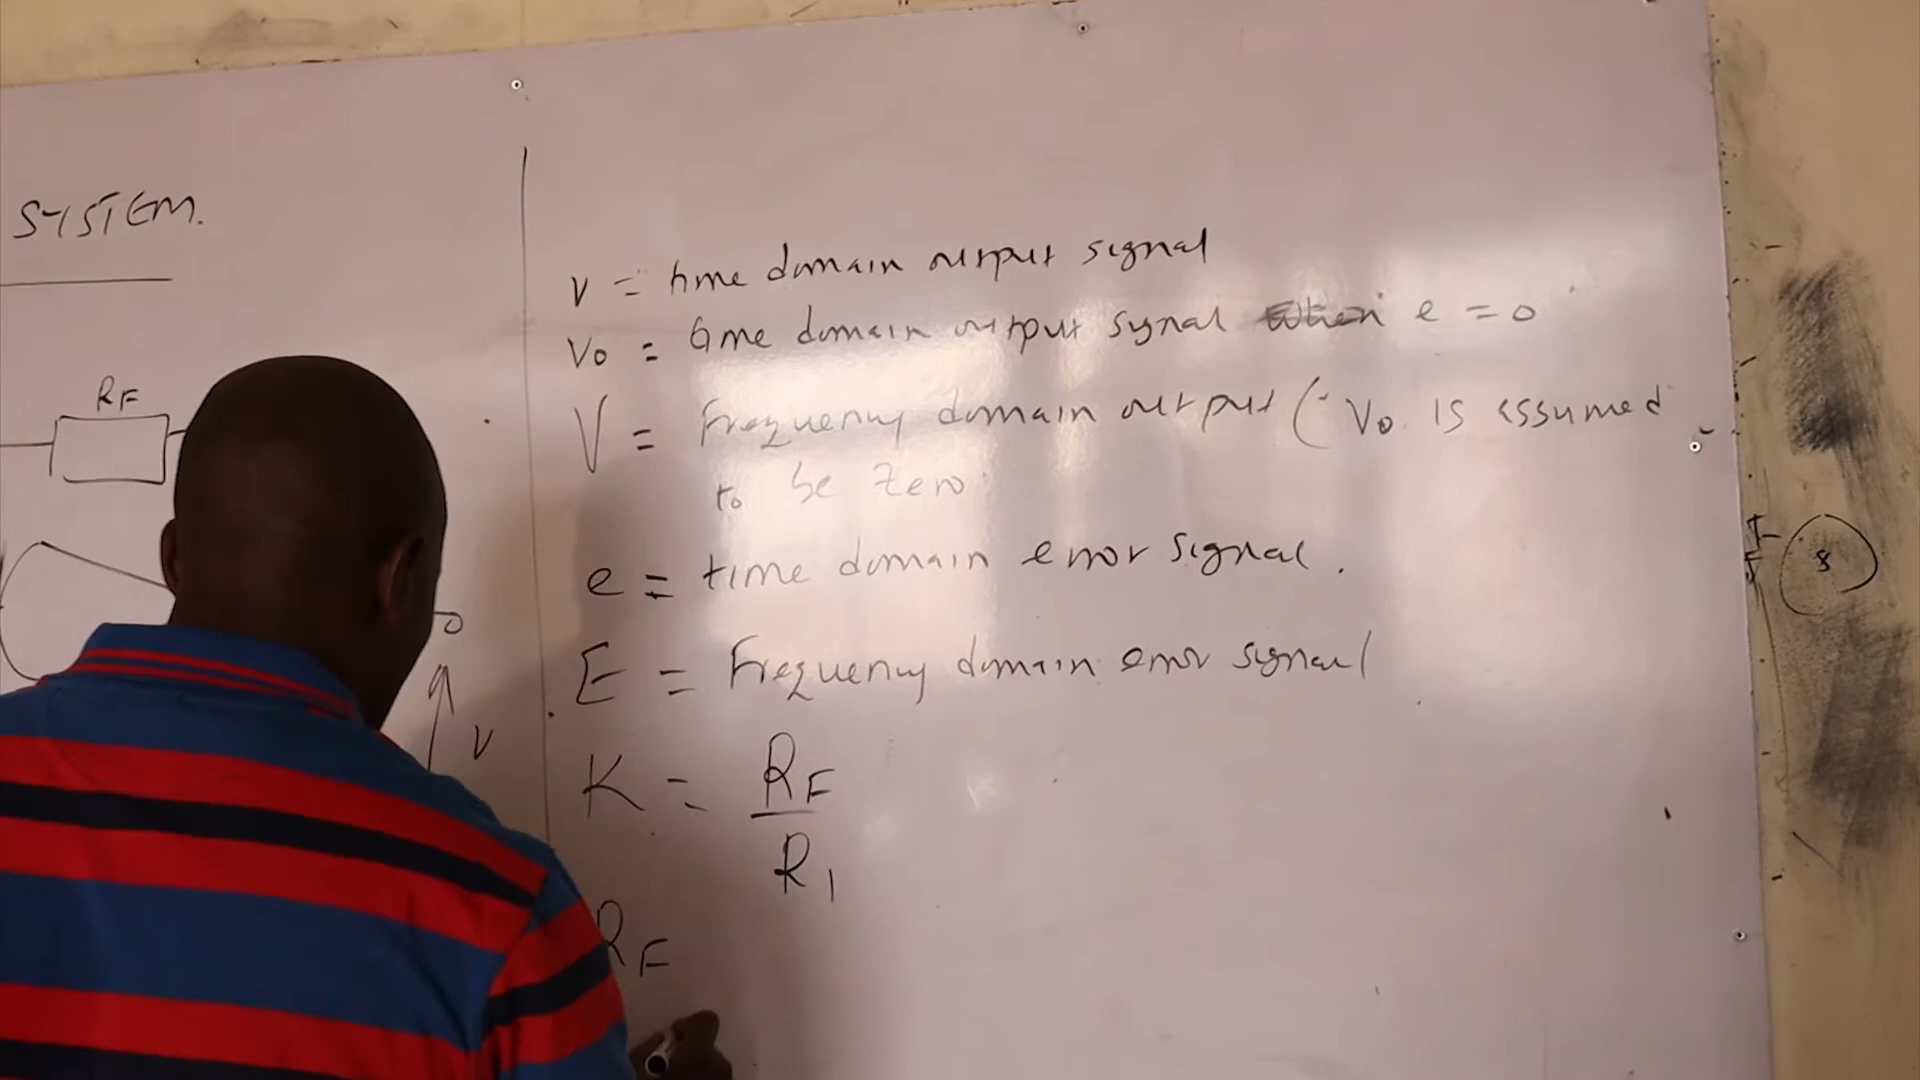 SYSTEM.
RF
V
v = time domain output signal
Vo = time domain output signal when e = 0
V = Frequency domain output (Vo is assumed
to be zero
e = time domain error signal.
E = Frequency domain error signal
K = RF
R1
RF
8